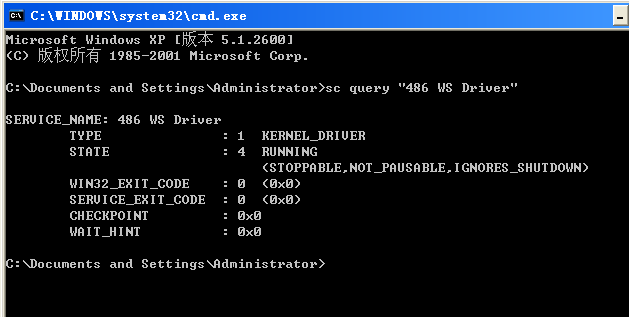 C:\WINDOWS\system32\cmd.exe
Microsoft Windows XP [版本 5.1.2600]
(C) 版权所有 1985-2001 Microsoft Corp.
C:\Documents and Settings\Administrator>sc query "486 WS Driver"
SERVICE_NAME: 486 WS Driver
TYPE : 1 KERNEL_DRIVER
STATE : 4 RUNNING
(STOPPABLE,NOT_PAUSABLE,IGNORES_SHUTDOWN)
WIN32_EXIT_CODE : 0 (0x0)
SERVICE_EXIT_CODE : 0 (0x0)
CHECKPOINT : 0x0
WAIT_HINT : 0x0
C:\Documents and Settings\Administrator>